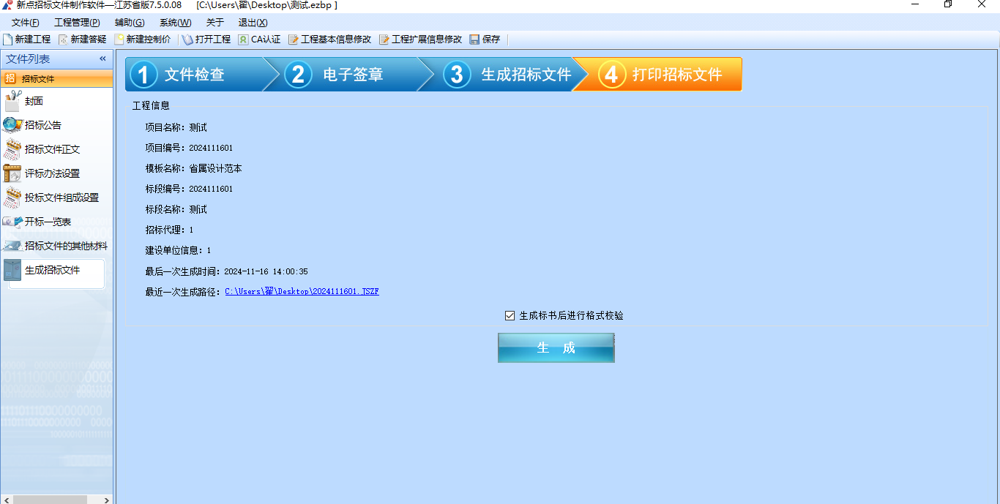 新点招标文件制作软件—江苏省版7.5.0.08 [C:\Users\翟\Desktop\测试.ezbp ]
文件(F) 工程管理(P) 辅助(G) 系统(W) 关于 退出(X)
新建工程 新建答疑 新建控制价 打开工程 CA认证 工程基本信息修改 工程扩展信息修改 保存
文件列表 «
招 招标文件
封面
招标公告
招标文件正文
评标办法设置
投标文件组成设置
开标一览表
招标文件的其他材料
生成招标文件
1 文件检查 2 电子签章 3 生成招标文件 4 打印招标文件
工程信息
项目名称：测试
项目编号：2024111601
模板名称：省属设计范本
标段编号：2024111601
标段名称：测试
招标代理：1
建设单位信息：1
最后一次生成时间：2024-11-16 14:00:35
最近一次生成路径：C:\Users\翟\Desktop\2024111601.JSZF
生成标书后进行格式校验
生 成